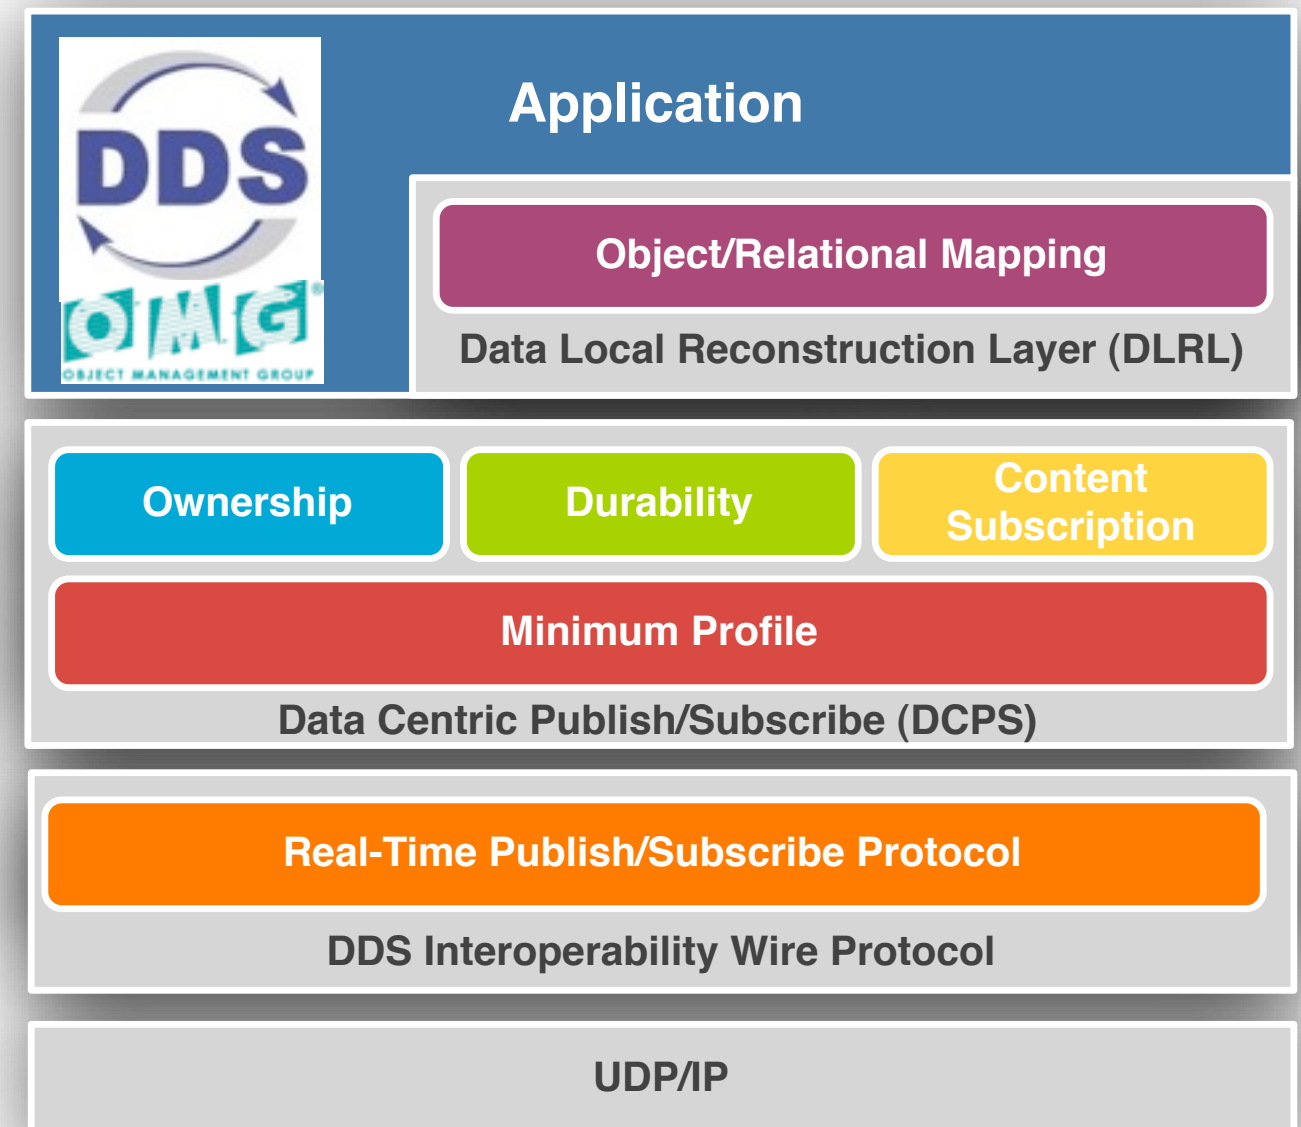 DDS
OMG®
OBJECT MANAGEMENT GROUP
Application
Object/Relational Mapping
Data Local Reconstruction Layer (DLRL)
Ownership
Durability
Content
Subscription
Minimum Profile
Data Centric Publish/Subscribe (DCPS)
Real-Time Publish/Subscribe Protocol
DDS Interoperability Wire Protocol
UDP/IP